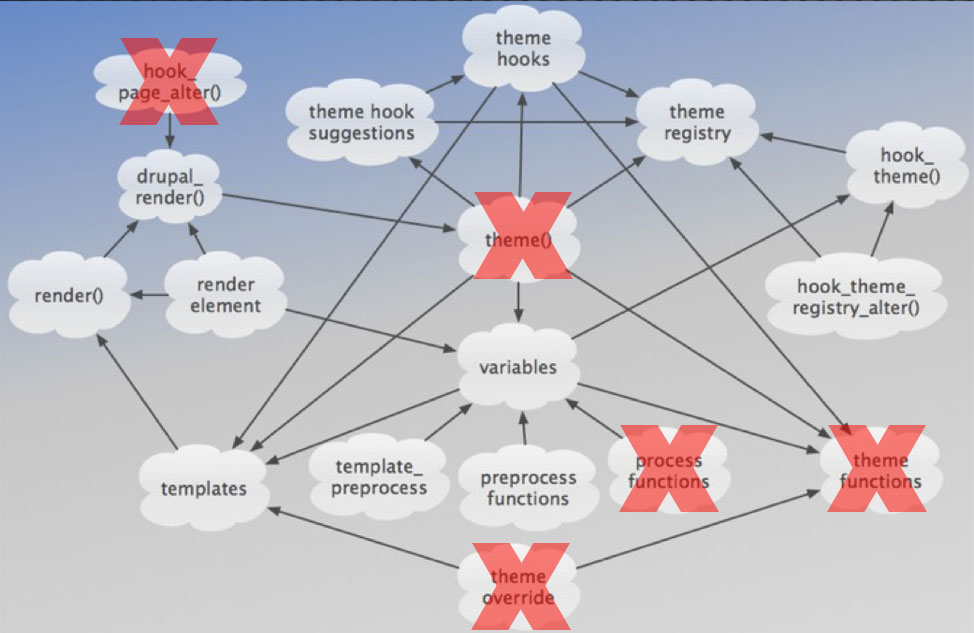 theme
hooks
hook_
page_alter()
theme hook
suggestions
theme
registry
hook_
theme()
drupal_
render()
theme()
render()
render
element
hook_theme_
registry_alter()
variables
templates
template_
preprocess
preprocess
functions
process
functions
theme
functions
theme
override